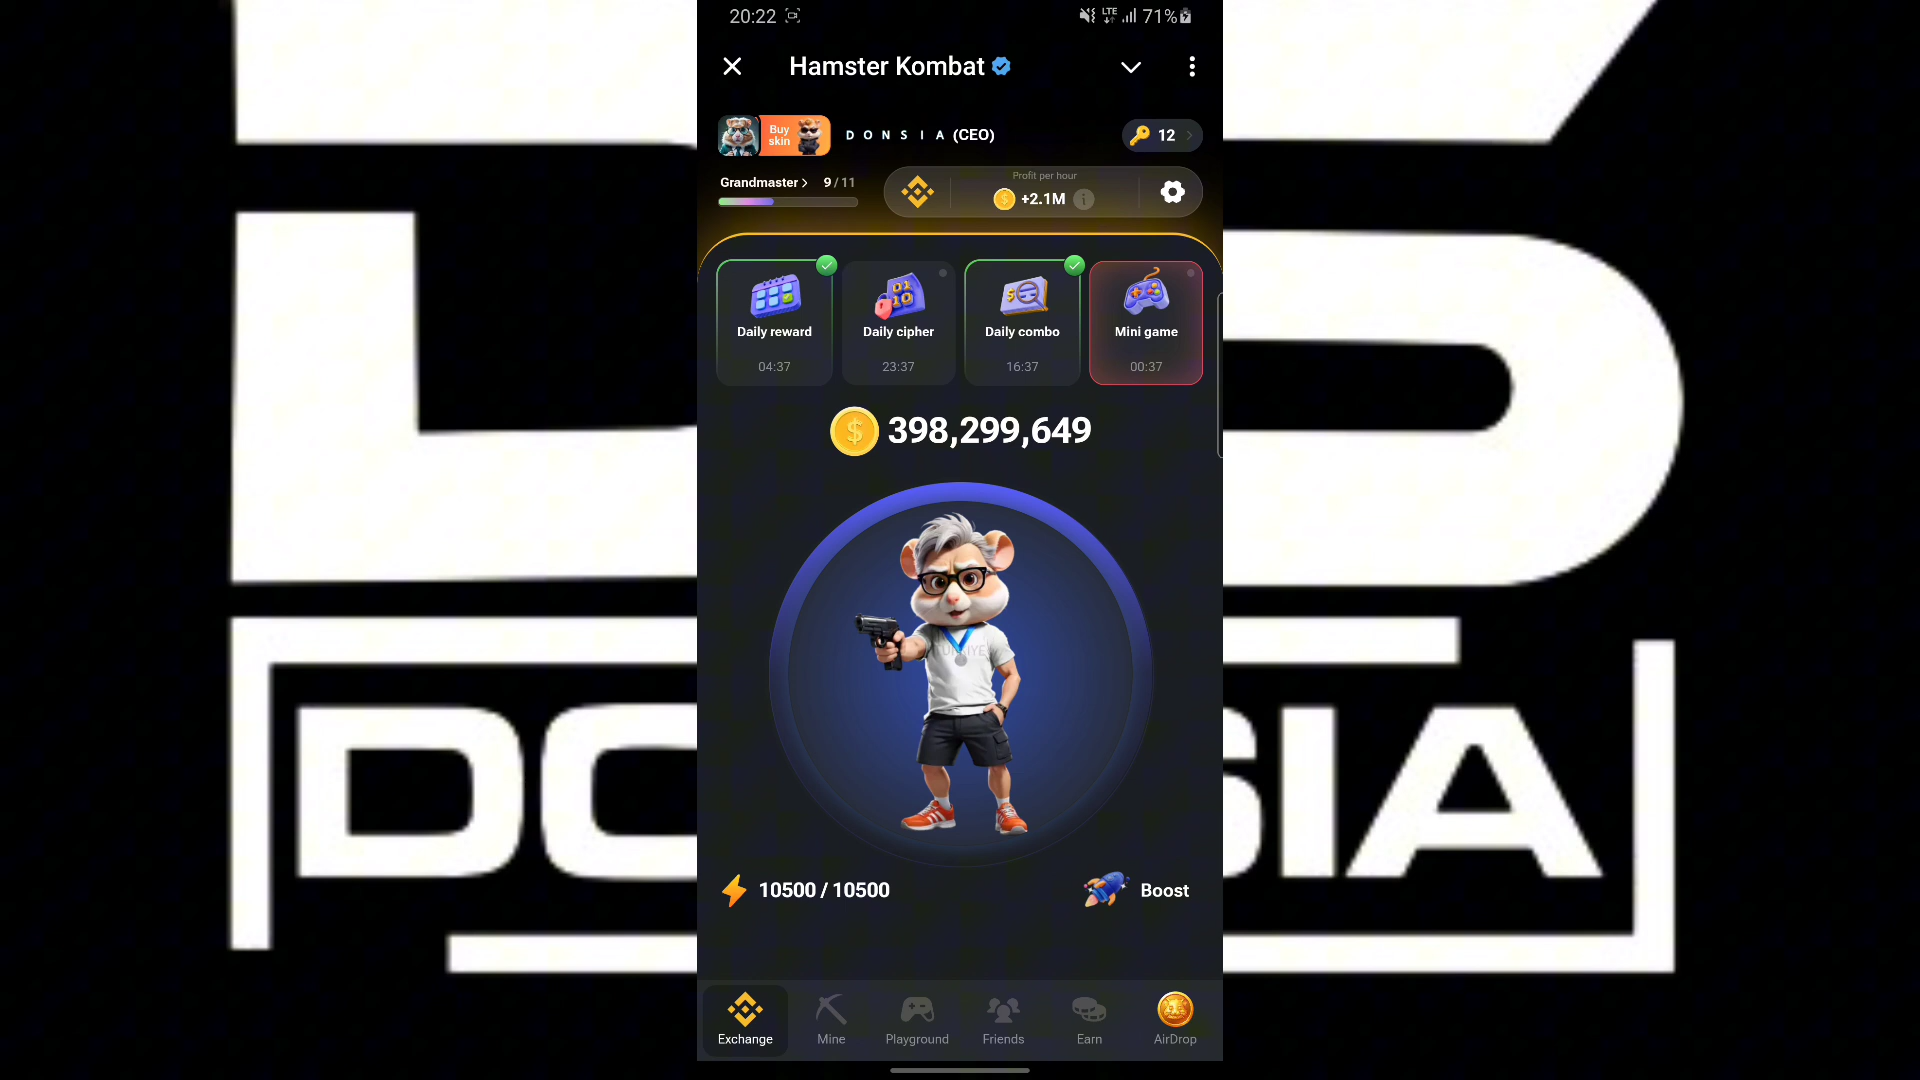 20:22 LTE 71%
Hamster Kombat
Buy skin
D O N S I A (CEO)
12 >
Grandmaster > 9 / 11
Profit per hour
+2.1M
Daily reward
04:37
Daily cipher
23:37
Daily combo
16:37
Mini game
00:37
398,299,649
10500 / 10500
Boost
Exchange
Mine
Playground
Friends
Earn
AirDrop